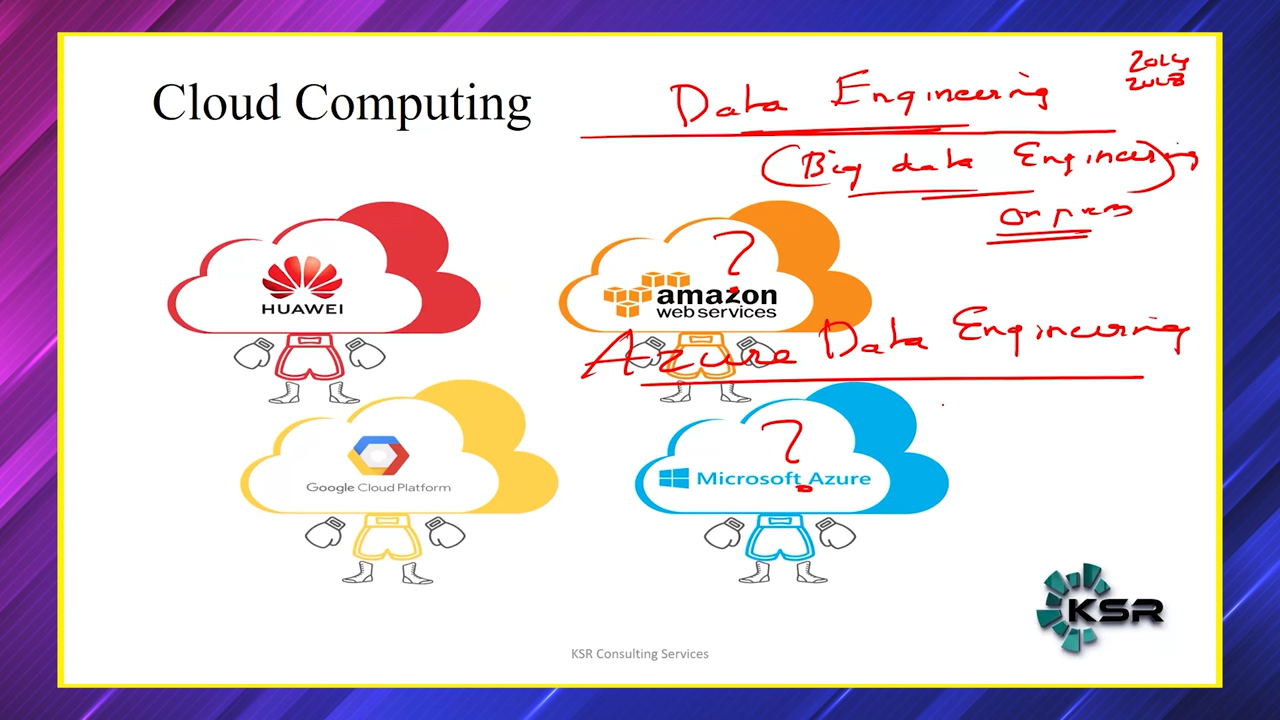 Cloud Computing
Data Engineering
2014
2018
(Big data Engineering)
on prem
?
HUAWEI
amazon
web services
Azure Data Engineering
?
Google Cloud Platform
Microsoft Azure
KSR
KSR Consulting Services